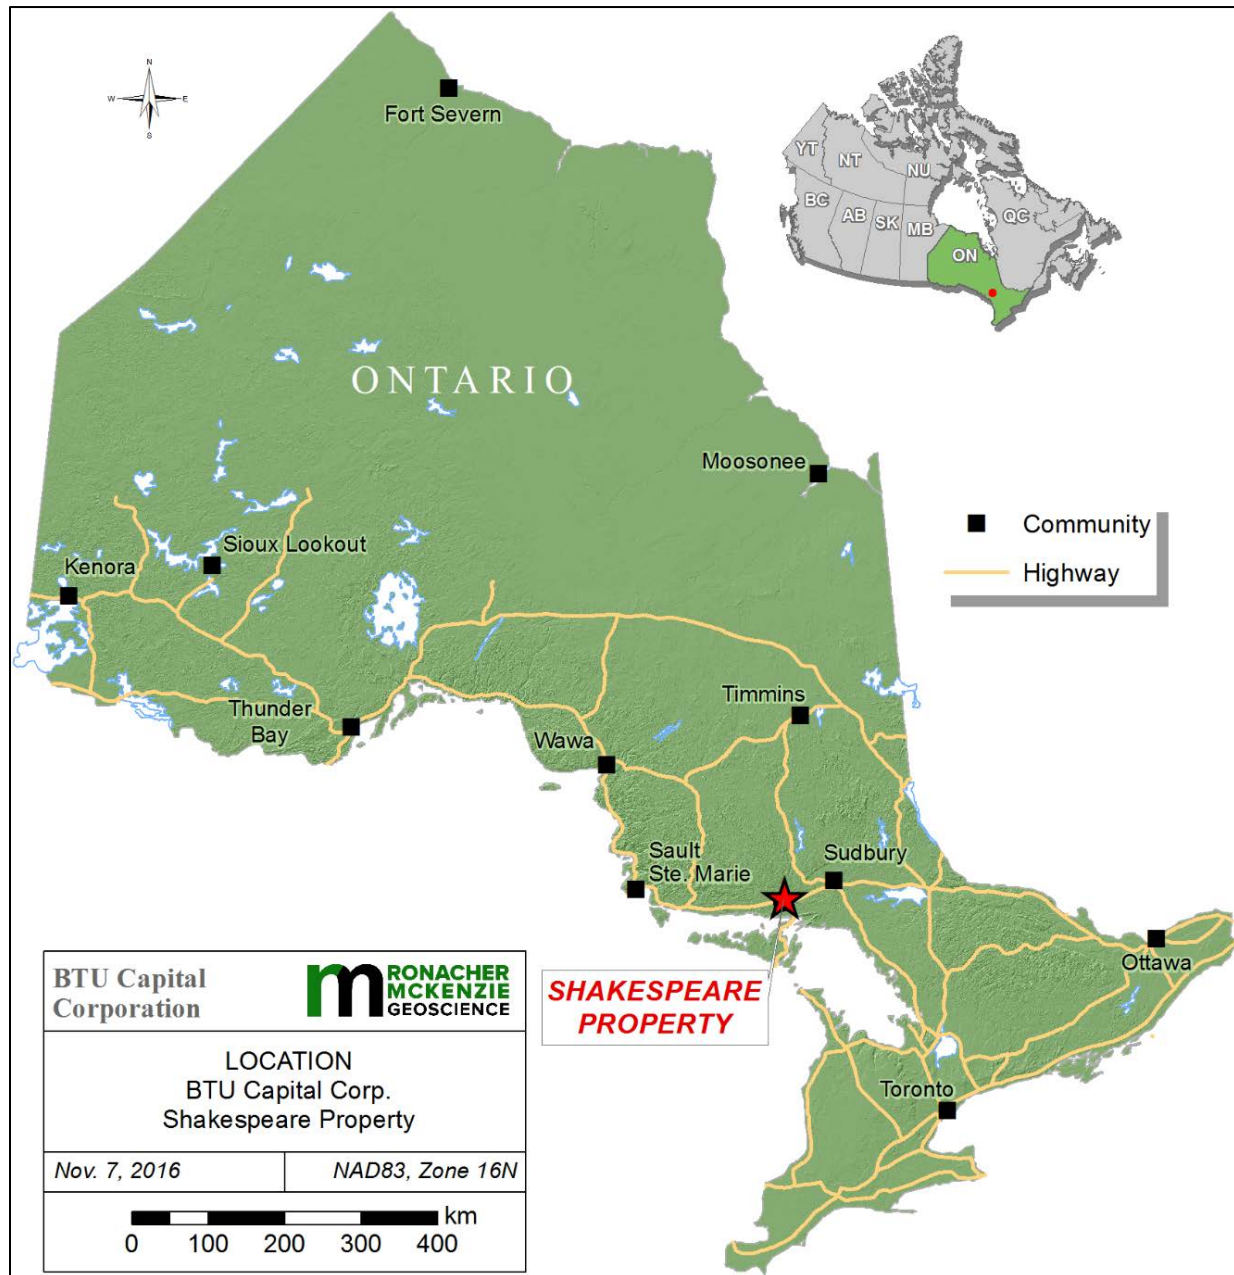 N
W
E
S
Fort Severn
YT
NT
NU
BC
AB
SK
MB
ON
QC
ONTARIO
Moosonee
Community
Highway
Sioux Lookout
Kenora
Thunder
Bay
Timmins
Wawa
Sault
Ste. Marie
Sudbury
Ottawa
SHAKESPEARE
PROPERTY
Toronto
BTU Capital
Corporation
rm
RONACHER
MCKENZIE
GEOSCIENCE
LOCATION
BTU Capital Corp.
Shakespeare Property
Nov. 7, 2016
NAD83, Zone 16N
km
0 100 200 300 400